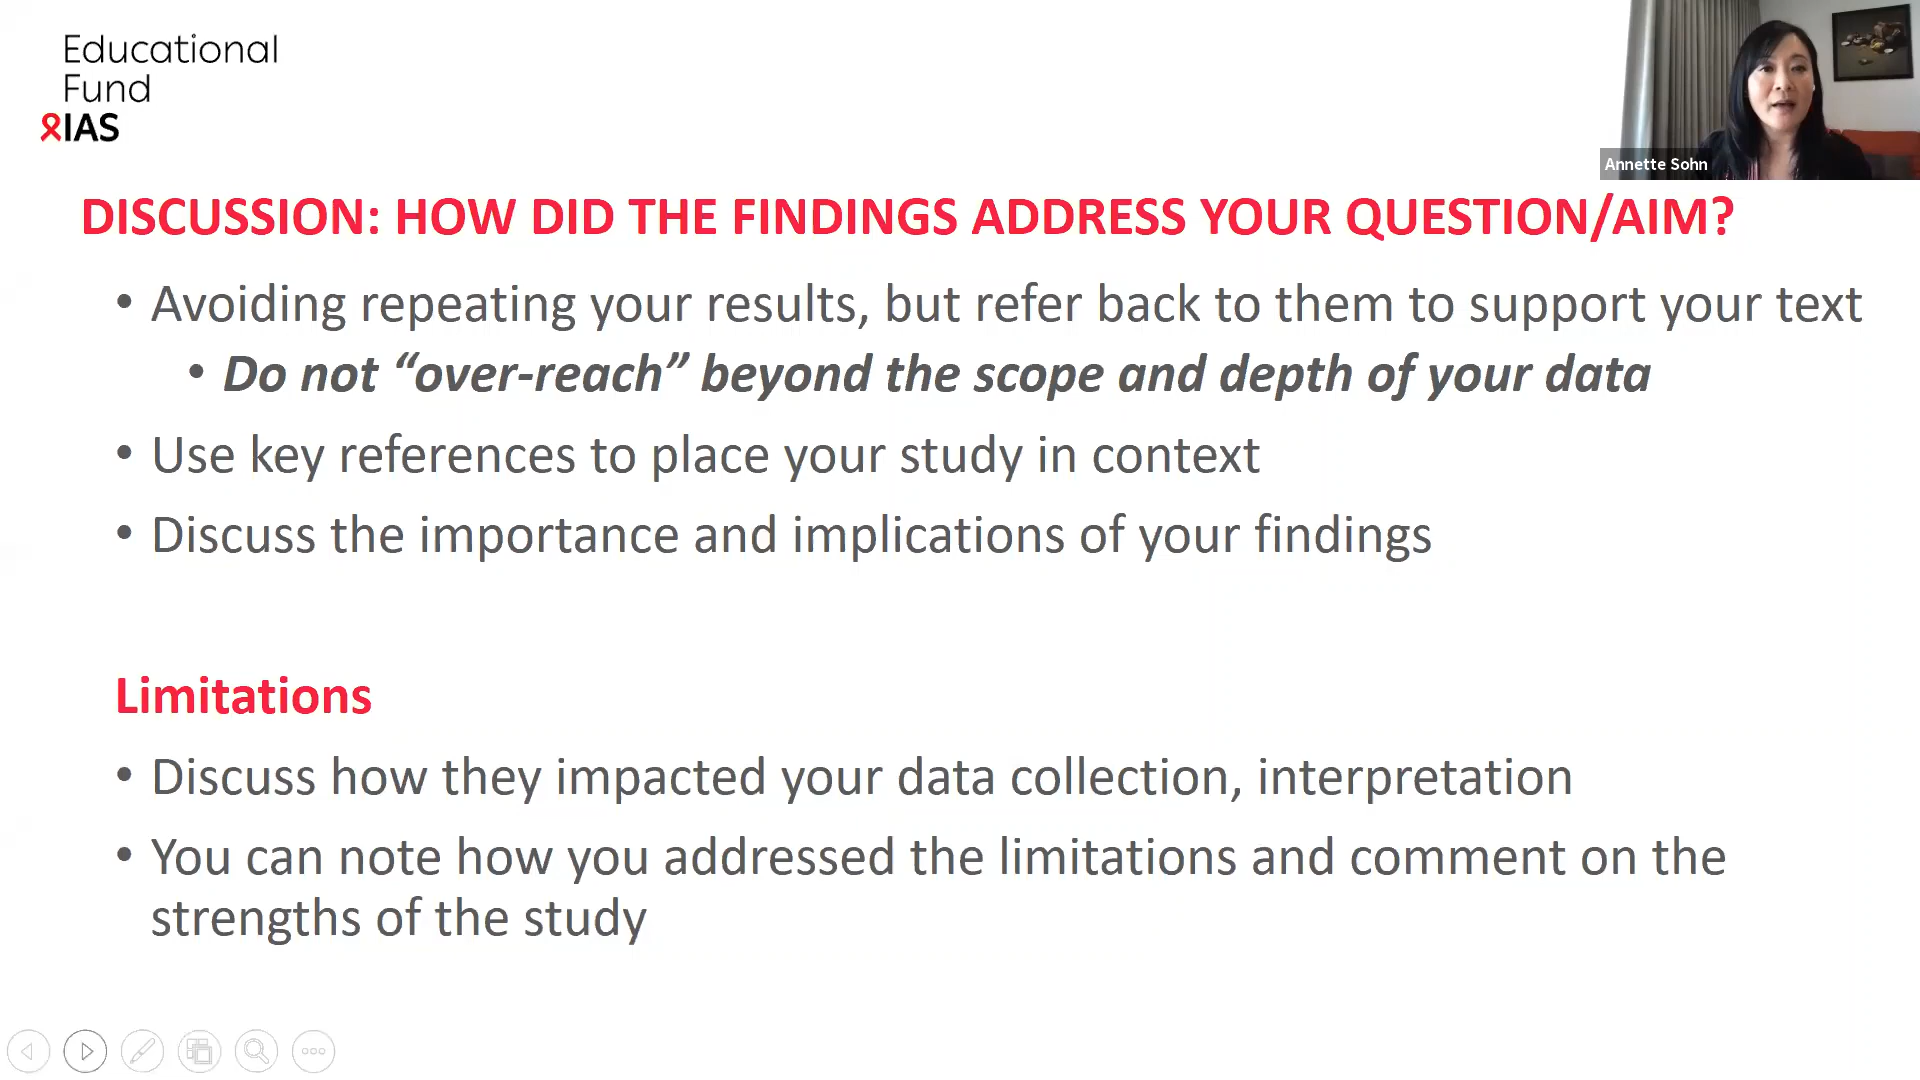 Educational
Fund
IAS
Annette Sohn
DISCUSSION: HOW DID THE FINDINGS ADDRESS YOUR QUESTION/AIM?
• Avoiding repeating your results, but refer back to them to support your text
• Do not “over-reach” beyond the scope and depth of your data
• Use key references to place your study in context
• Discuss the importance and implications of your findings
Limitations
• Discuss how they impacted your data collection, interpretation
• You can note how you addressed the limitations and comment on the
strengths of the study